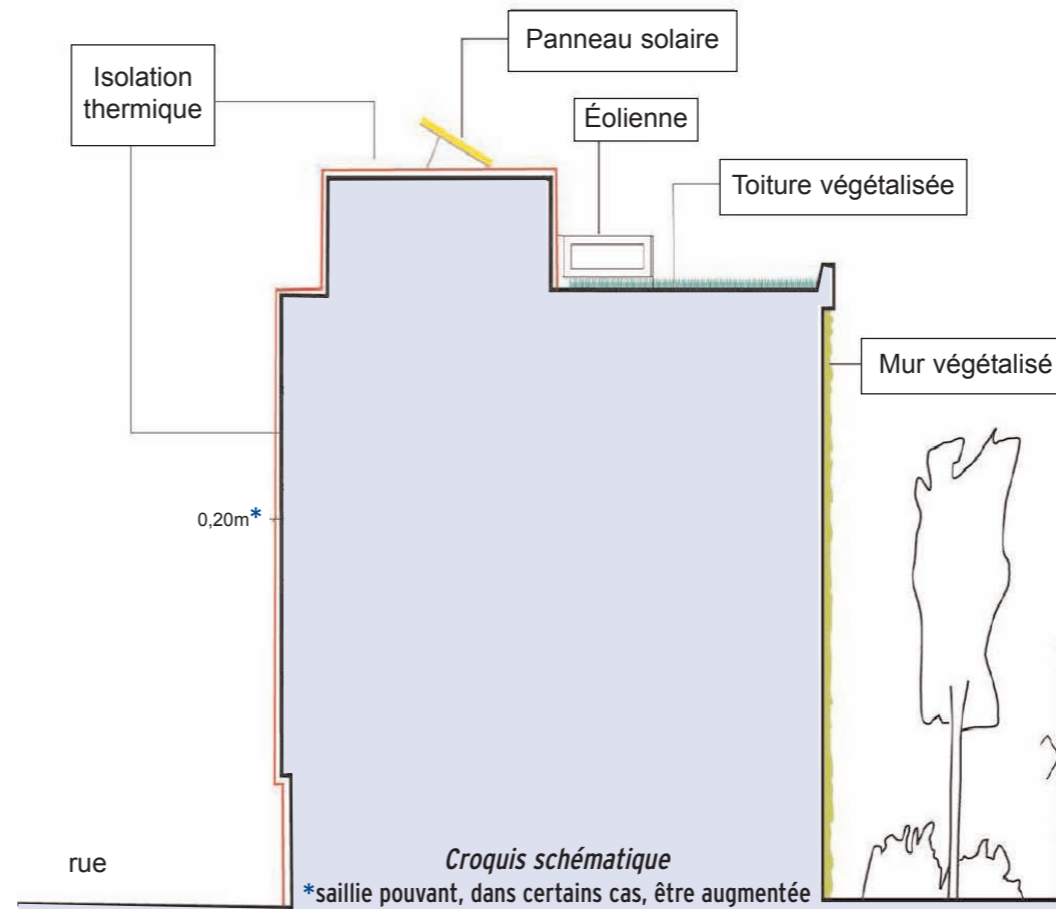 Panneau solaire
Isolation
thermique
Éolienne
Toiture végétalisée
Mur végétalisé
0,20m*
rue
Croquis schématique
*saillie pouvant, dans certains cas, être augmentée